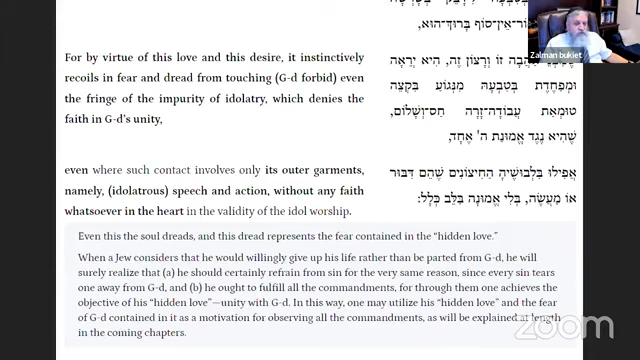 בְּטִבְעָהּ
אוֹר־אֵין־סוֹף בָּרוּךְ־הוּא,
For by virtue of this love and this desire, it instinctively
recoils in fear and dread from touching (G-d forbid) even
the fringe of the impurity of idolatry, which denies the
faith in G-d's unity,
אַהֲבָה זוֹ וְרָצוֹן זֶה, הִיא יְרֵאָה
וּמְפַחֶדֶת בְּטִבְעָהּ מִנְּגוֹעַ בִּקְצֵה
טוּמְאַת עֲבוֹדָה־זָרָה חַס־וְשָׁלוֹם,
שֶׁהִיא נֶגֶד אֱמוּנַת ה' אֶחָד,
even where such contact involves only its outer garments,
namely, (idolatrous) speech and action, without any faith
whatsoever in the heart in the validity of the idol worship.
אֲפִילּוּ בִּלְבוּשֶׁיהָ הַחִיצוֹנִים שֶׁהֵם דִּבּוּר
אוֹ מַעֲשֶׂה, בְּלִי אֱמוּנָה בַּלֵּב כְּלָל:
Even this the soul dreads, and this dread represents the fear contained in the "hidden love."
When a Jew considers that he would willingly give up his life rather than be parted from G-d, he will
surely realize that (a) he should certainly refrain from sin for the very same reason, since every sin tears
one away from G-d, and (b) he ought to fulfill all the commandments, for through them one achieves the
objective of his "hidden love"—unity with G-d. In this way, one may utilize his "hidden love" and the fear
of G-d contained in it as a motivation for observing all the commandments, as will be explained at length
in the coming chapters.
Zalman bukiet
zoom